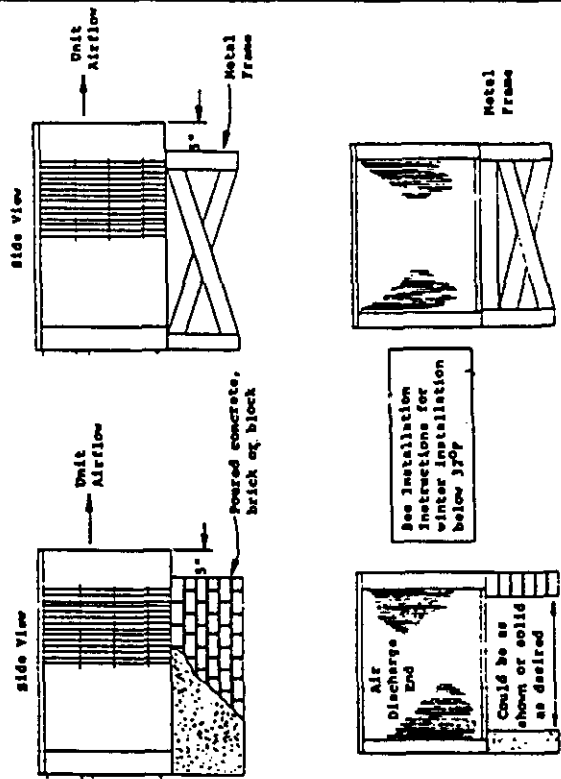 Side View
Unit
Airflow
5"
Poured concrete,
brick or block
Side View
Unit
Airflow
5"
Metal
Frame
Air
Discharge
End
Could be as
shown or solid
as desired
See Installation
Instructions for
winter installation
below 37°F
Metal
Frame